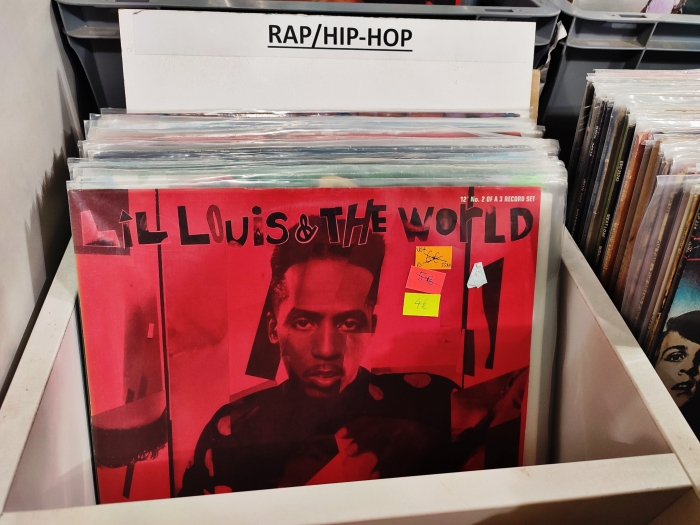 RAP/HIP-HOP
12" No. 2 OF A 3 RECORD SET
LiL LOuiS & THE WOrLD
4€